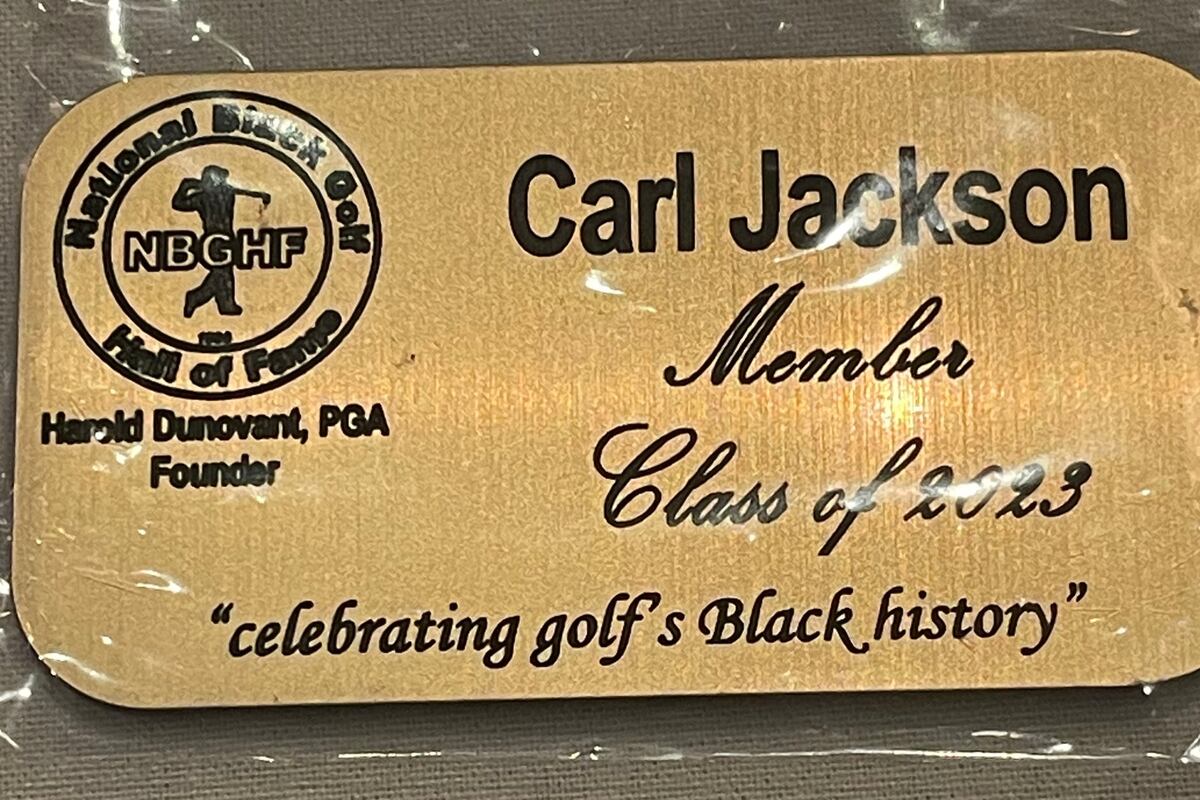 National Black Golf
NBGHF
TM
Hall of Fame
Harold Dunovant, PGA
Founder
Carl Jackson
Member
Class of 2023
“celebrating golf’s Black history”